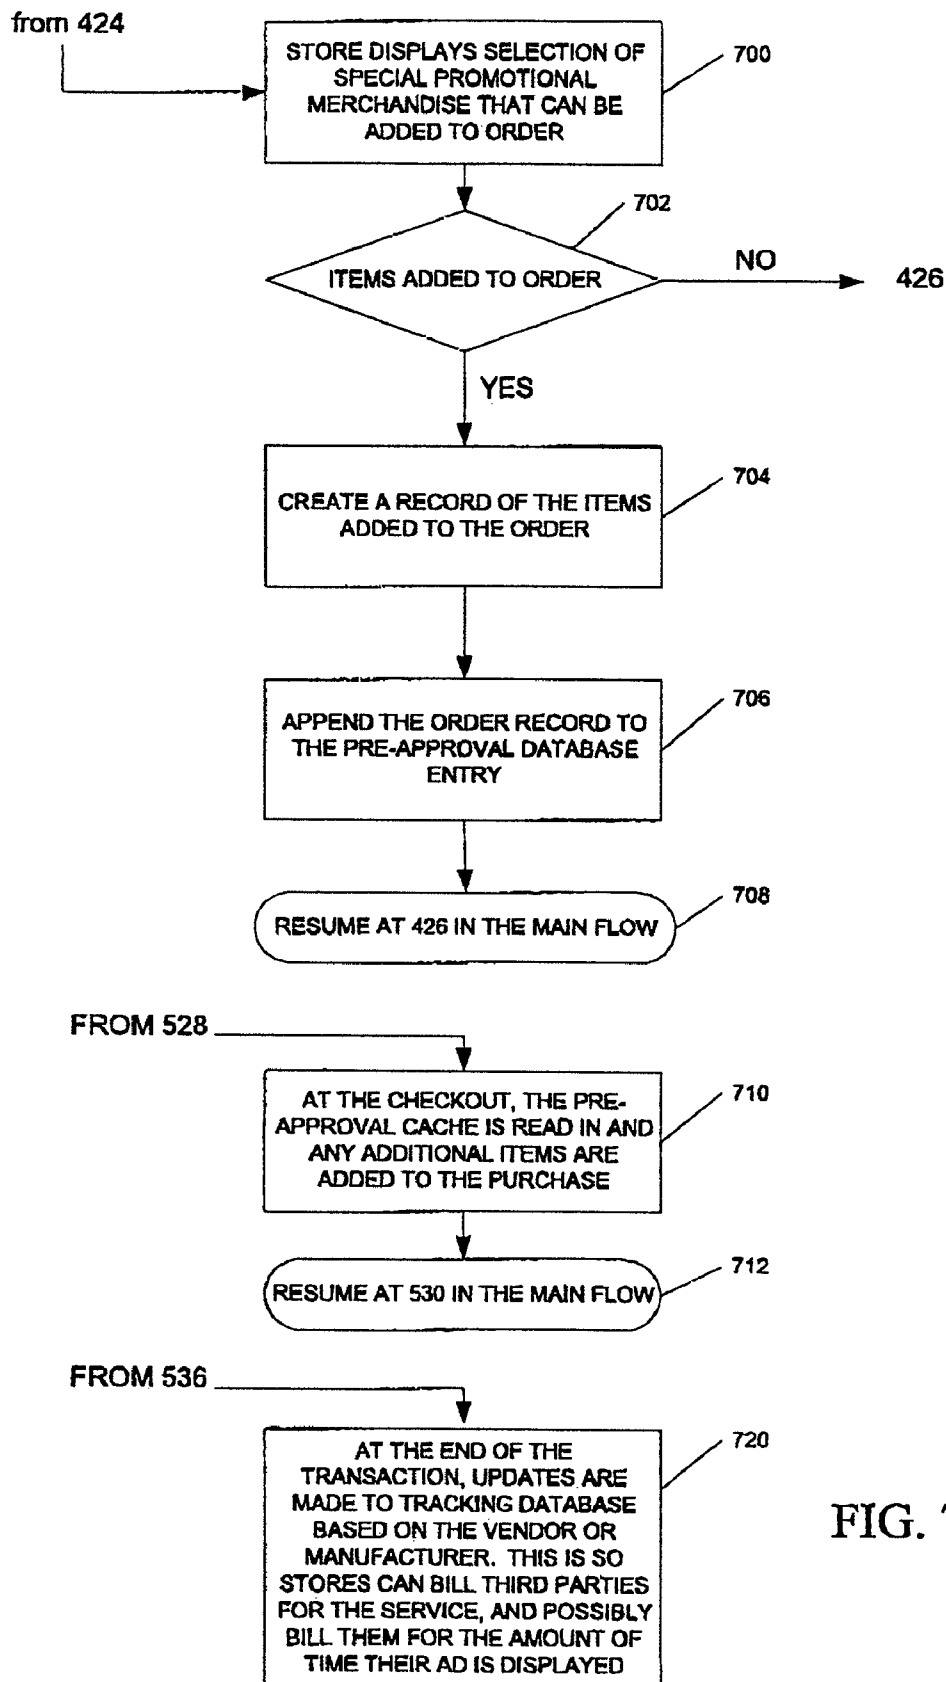 from 424
STORE DISPLAYS SELECTION OF
SPECIAL PROMOTIONAL
MERCHANDISE THAT CAN BE
ADDED TO ORDER
700
702
ITEMS ADDED TO ORDER
NO
426
YES
704
CREATE A RECORD OF THE ITEMS
ADDED TO THE ORDER
706
APPEND THE ORDER RECORD TO
THE PRE-APPROVAL DATABASE
ENTRY
708
RESUME AT 426 IN THE MAIN FLOW
FROM 528
710
AT THE CHECKOUT, THE PRE-
APPROVAL CACHE IS READ IN AND
ANY ADDITIONAL ITEMS ARE
ADDED TO THE PURCHASE
712
RESUME AT 530 IN THE MAIN FLOW
FROM 536
720
AT THE END OF THE
TRANSACTION, UPDATES ARE
MADE TO TRACKING DATABASE
BASED ON THE VENDOR OR
MANUFACTURER. THIS IS SO
STORES CAN BILL THIRD PARTIES
FOR THE SERVICE, AND POSSIBLY
BILL THEM FOR THE AMOUNT OF
TIME THEIR AD IS DISPLAYED
FIG.